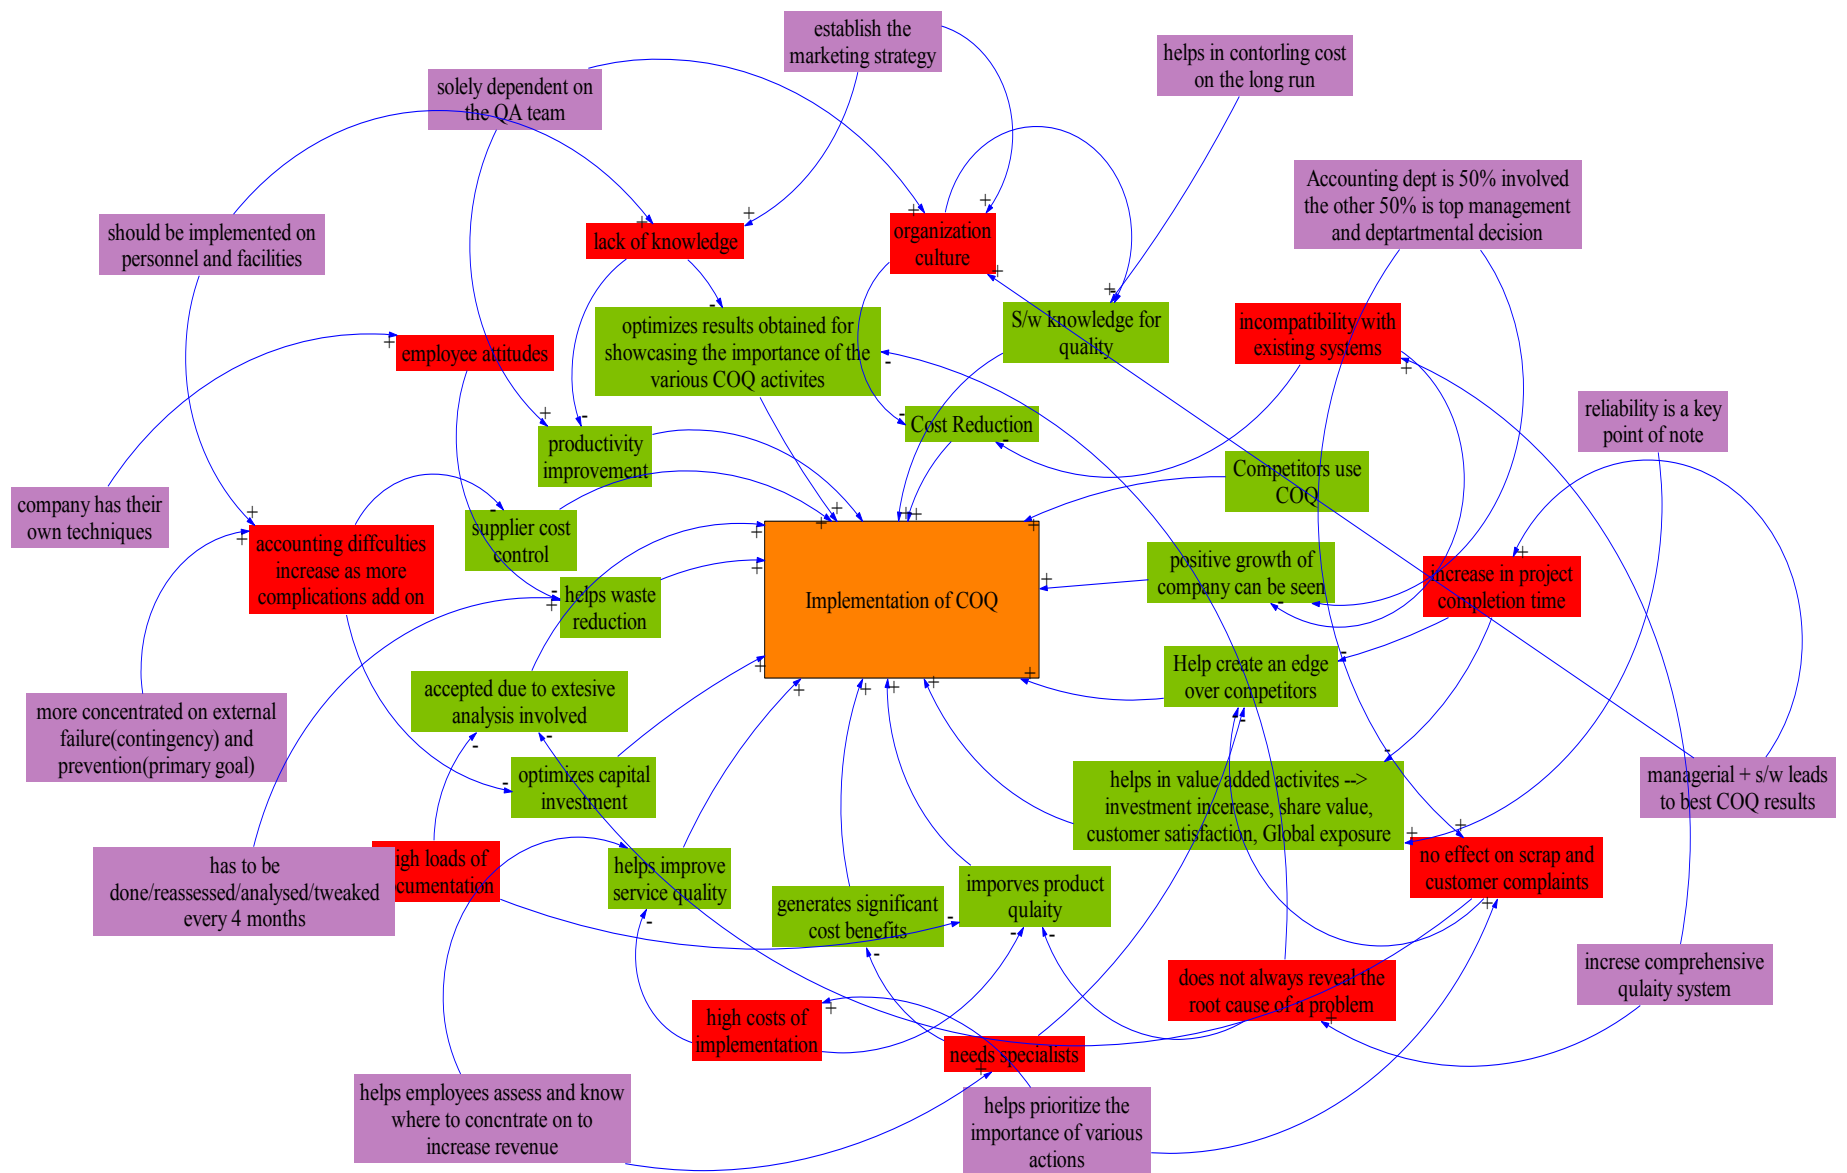 establish the
marketing strategy
helps in contorling cost
on the long run
solely dependent on
the QA team
Accounting dept is 50% involved
the other 50% is top management
and deptartmental decision
should be implemented on
personnel and facilities
lack of knowledge
organization
culture
optimizes results obtained for
showcasing the importance of the
various COQ activites
S/w knowledge for
quality
incompatibility with
existing systems
employee attitudes
reliability is a key
point of note
Cost Reduction
productivity
improvement
Competitors use
COQ
company has their
own techniques
supplier cost
control
accounting diffculties
increase as more
complications add on
positive growth of
company can be seen
increase in project
completion time
helps waste
reduction
Implementation of COQ
Help create an edge
over competitors
accepted due to extesive
analysis involved
more concentrated on external
failure(contingency) and
prevention(primary goal)
optimizes capital
investment
helps in value added activites -->
investment incerease, share value,
customer satisfaction, Global exposure
managerial + s/w leads
to best COQ results
has to be
done/reassessed/analysed/tweaked
every 4 months
loads of
helps improve
service quality
no effect on scrap and
customer complaints
generates significant
cost benefits
imporves product
qulaity
does not always reveal the
root cause of a problem
increse comprehensive
qulaity system
high costs of
implementation
needs specialists
helps employees assess and know
where to concntrate on to
increase revenue
helps prioritize the
importance of various
actions